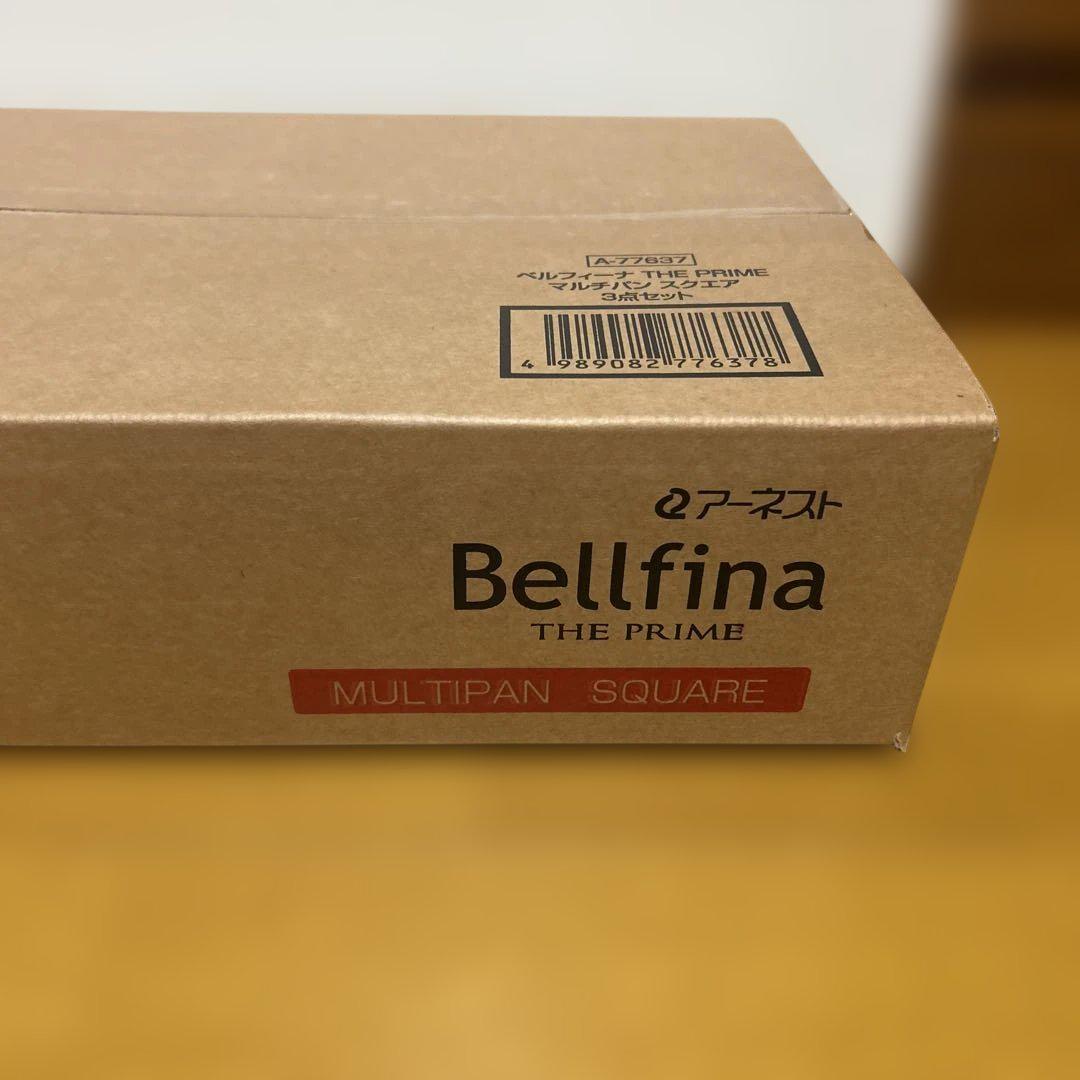 A-77637
ベルフィーナ THE PRIME
マルチパン スクエア
3点セット
4 989082 776378
アーネスト
Bellfina
THE PRIME
MULTIPAN SQUARE